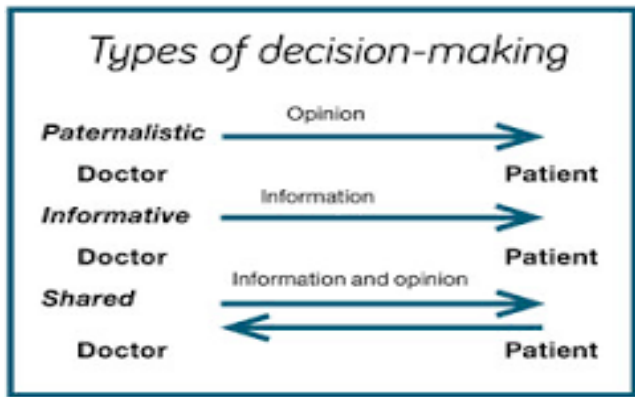 Types of decision-making
Opinion
Paternalistic
Doctor Patient
Information
Informative
Doctor Patient
Information and opinion
Shared
Doctor Patient